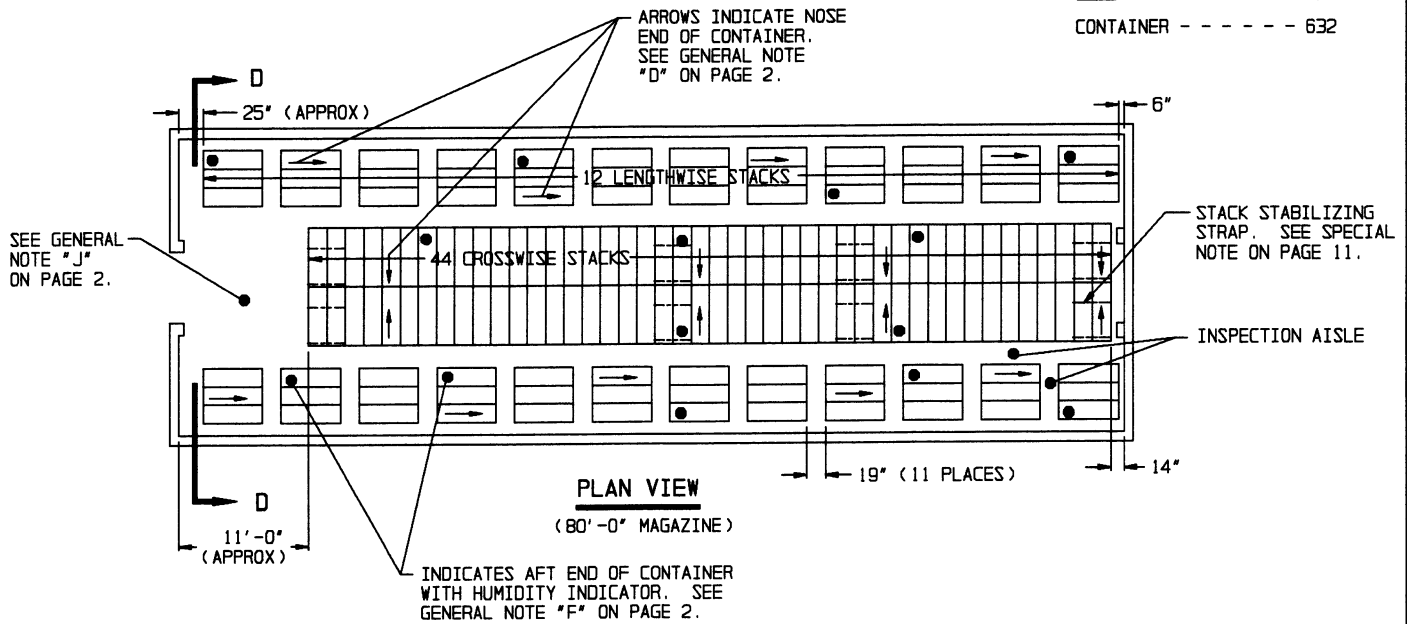 ARROWS INDICATE NOSE
END OF CONTAINER.
SEE GENERAL NOTE
"D" ON PAGE 2.
CONTAINER - - - - - - 632
D
25" (APPROX)
6"
12 LENGTHWISE STACKS
STACK STABILIZING
STRAP. SEE SPECIAL
NOTE ON PAGE 11.
SEE GENERAL
NOTE "J"
ON PAGE 2.
44 CROSSWISE STACKS
INSPECTION AISLE
19" (11 PLACES)
14"
D
PLAN VIEW
(80'-0" MAGAZINE)
11'-0"
(APPROX)
INDICATES AFT END OF CONTAINER
WITH HUMIDITY INDICATOR. SEE
GENERAL NOTE "F" ON PAGE 2.